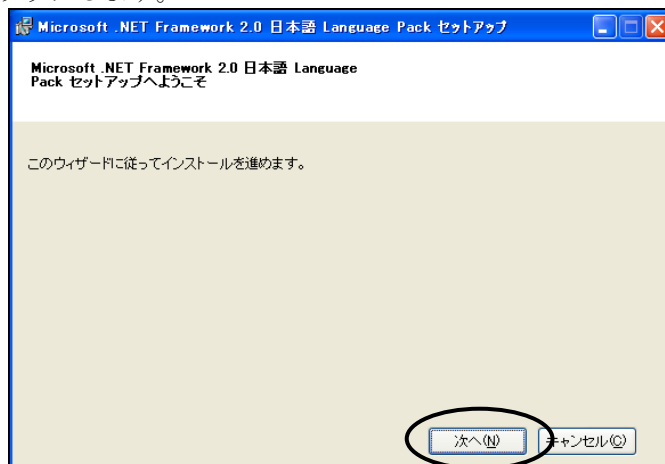 Microsoft .NET Framework 2.0 日本語 Language Pack セットアップ
Microsoft .NET Framework 2.0 日本語 Language
Pack セットアップへようこそ
このウィザードに従ってインストールを進めます。
次へ(N) キャンセル(C)